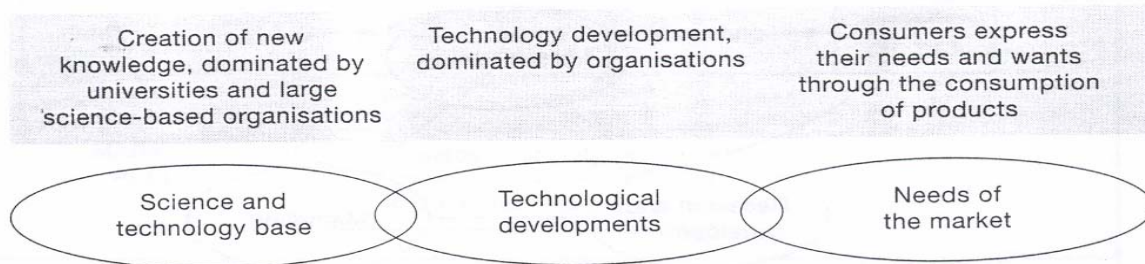 Creation of new
knowledge, dominated by
universities and large
science-based organisations
Technology development,
dominated by organisations
Consumers express
their needs and wants
through the consumption
of products
Science and
technology base
Technological
developments
Needs of
the market